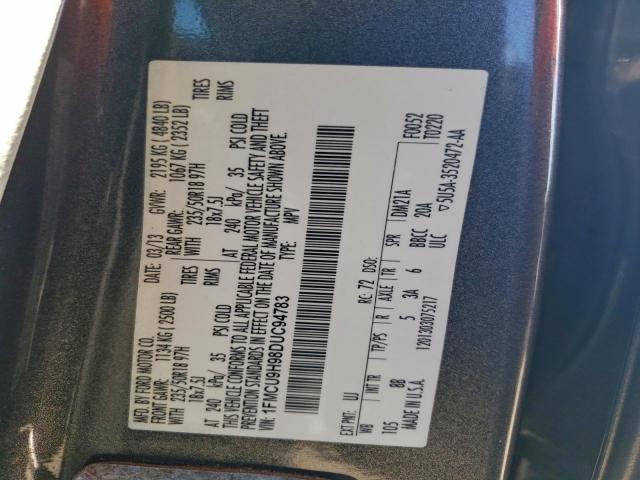 MFD. BY FORD MOTOR CO.
DATE: 03/13 GVWR: 2195 KG (4840 LB)
FRONT GAWR: 1134 KG (2500 LB) REAR GAWR: 1067 KG (2352 LB)
WITH 235/50R18 97H TIRES WITH 235/50R18 97H TIRES
18x7.5J RIMS 18x7.5J RIMS
AT 240 kPa/ 35 PSI COLD AT 240 kPa/ 35 PSI COLD
THIS VEHICLE CONFORMS TO ALL APPLICABLE FEDERAL MOTOR VEHICLE SAFETY AND THEFT
PREVENTION STANDARDS IN EFFECT ON THE DATE OF MANUFACTURE SHOWN ABOVE.
VIN: 1FMCU9H98DUC94783 TYPE: MPV
EXT PNT: UJ RC: 72 DSO:
WB INT TR TP/PS R AXLE TR SPR DM21A F0052
105 BB 5 3A 6 BBCC 20A T0220
MADE IN U.S.A. 1201303075217 ULC 5U5A-3520472-AA